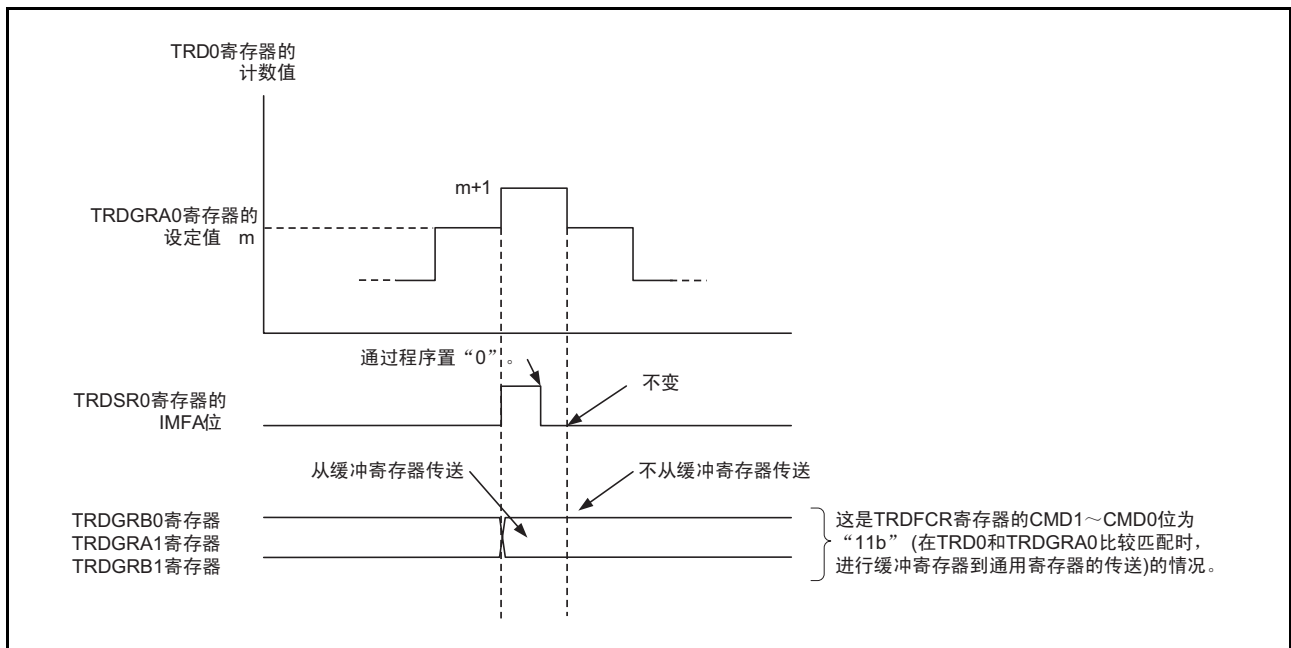 TRD0寄存器的
计数值
m+1
TRDGRA0寄存器的
设定值 m
通过程序置“0”。
不变
TRDSR0寄存器的
IMFA位
从缓冲寄存器传送
不从缓冲寄存器传送
TRDGRB0寄存器
TRDGRA1寄存器
TRDGRB1寄存器
这是TRDFCR寄存器的CMD1～CMD0位为
“11b” (在TRD0和TRDGRA0比较匹配时，
进行缓冲寄存器到通用寄存器的传送)的情况。